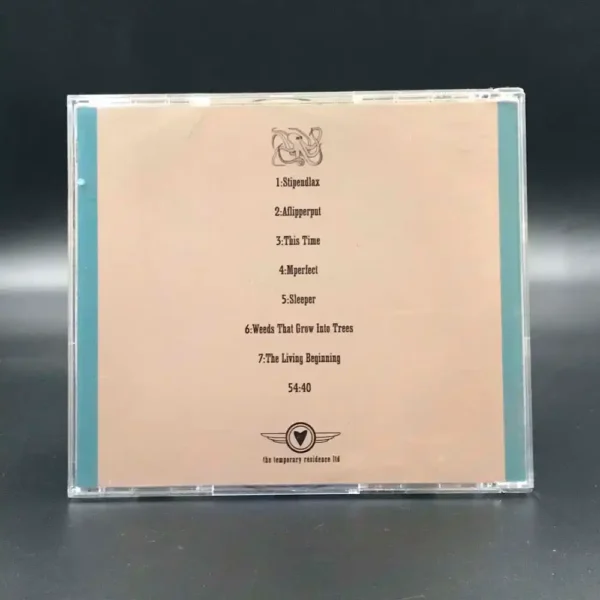 1:Stipendlax
2:Aflipperput
3:This Time
4:Mperfect
5:Sleeper
6:Weeds That Grow Into Trees
7:The Living Beginning
54:40
the temporary residence ltd